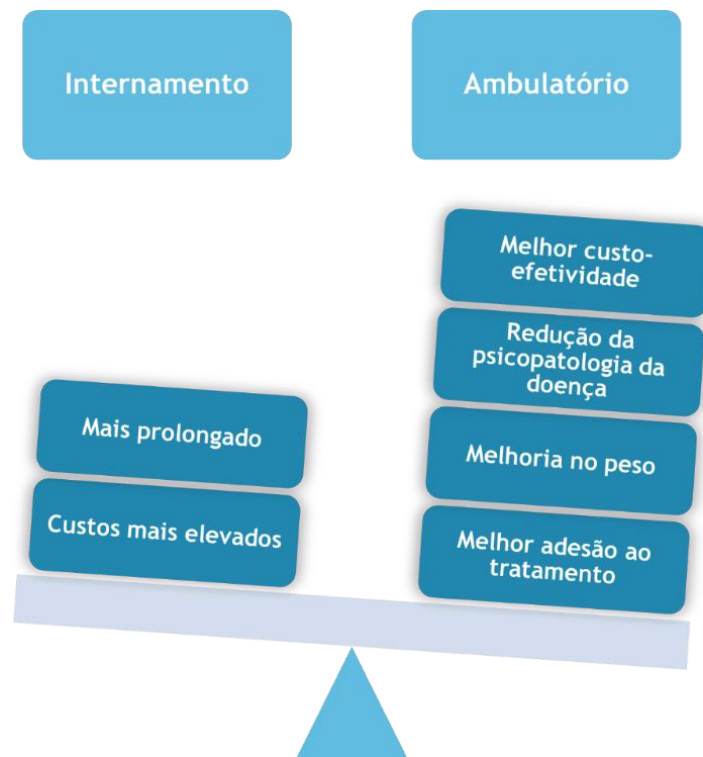 Internamento
Ambulatório
Mais prolongado
Custos mais elevados
Melhor custo-
efetividade
Redução da
psicopatologia da
doença
Melhoria no peso
Melhor adesão ao
tratamento